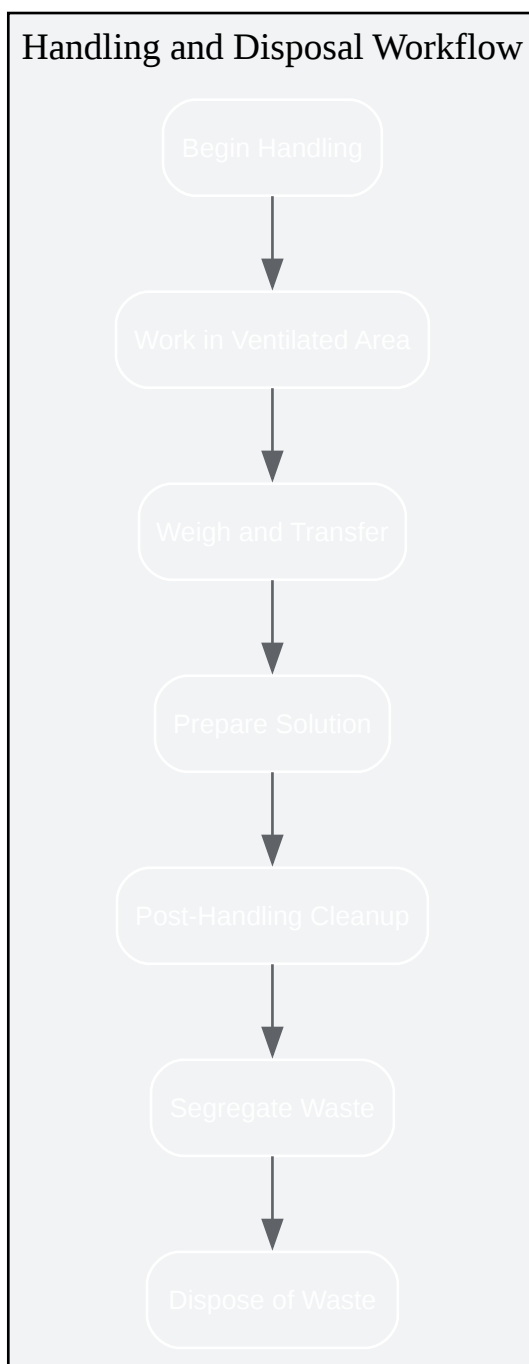 Handling and Disposal Workflow
Begin Handling
Work in Ventilated Area
Weigh and Transfer
Prepare Solution
Post-Handling Cleanup
Segregate Waste
Dispose of Waste